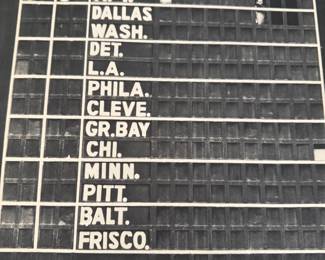 DALLAS
WASH.
DET.
L.A.
PHILA.
CLEVE.
GR.BAY
CHI.
MINN.
PITT.
BALT.
FRISCO.